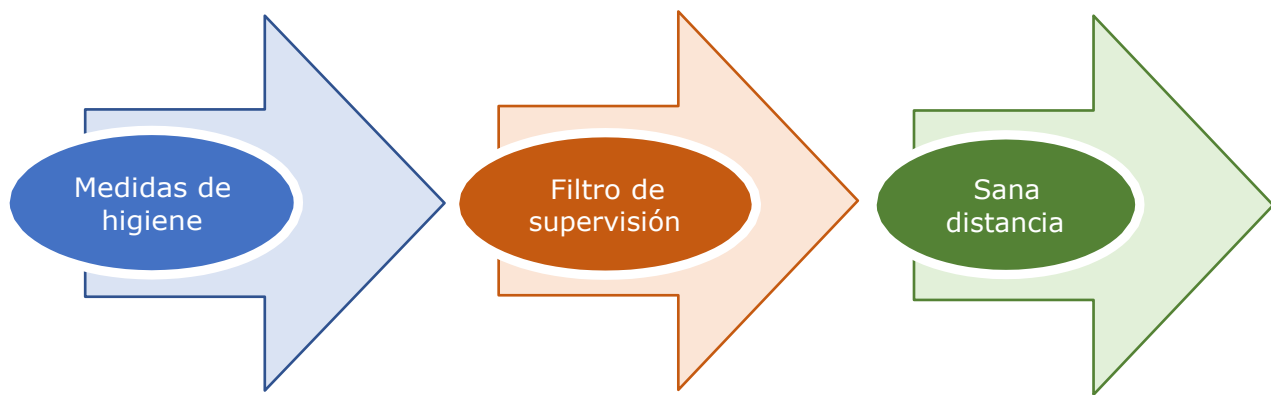 Medidas de
higiene
Filtro de
supervisión
Sana
distancia